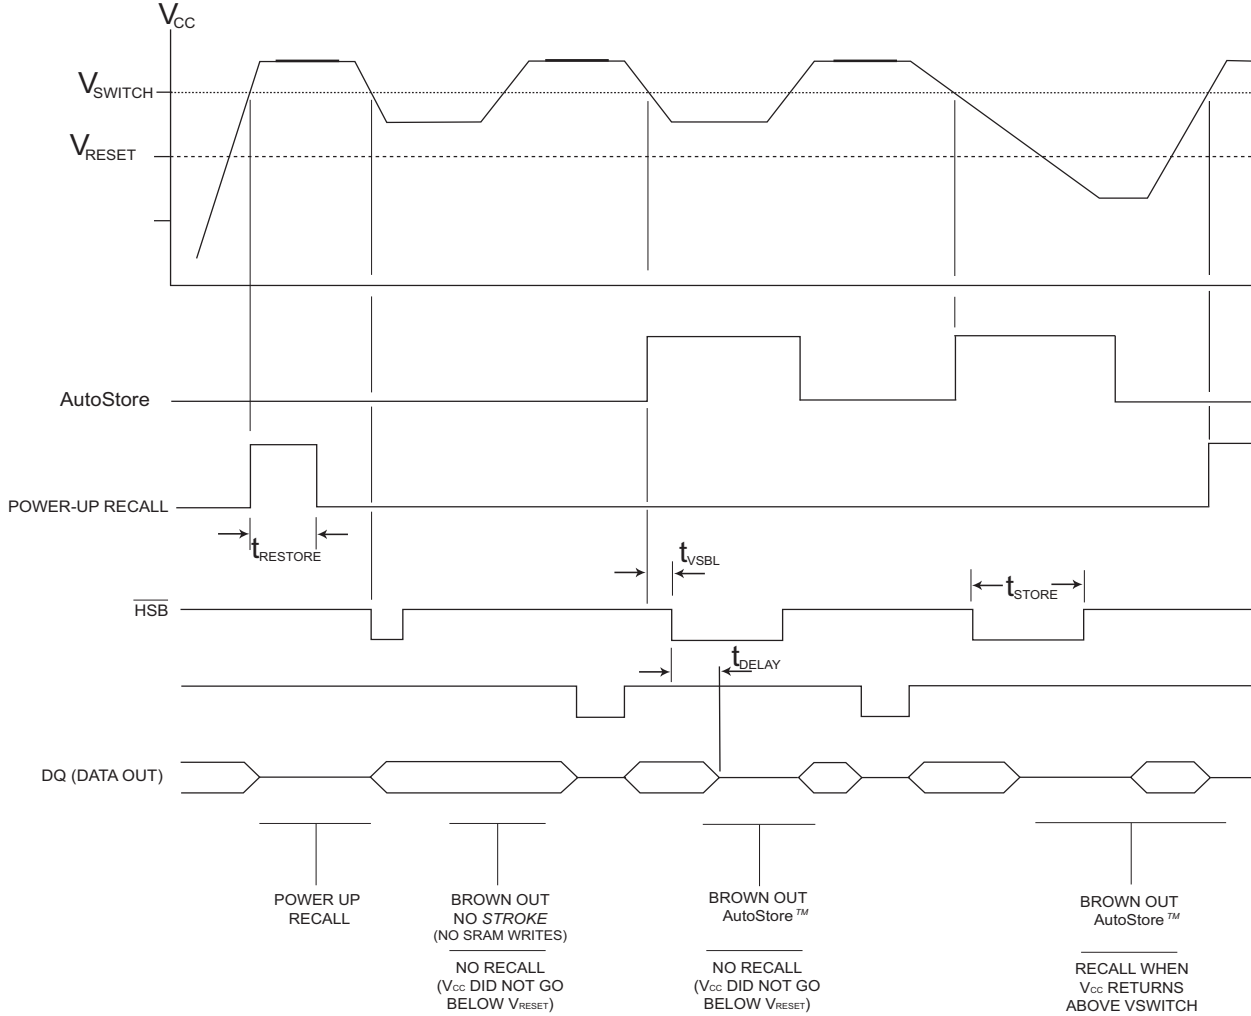 VCC
VSWITCH
VRESET
AutoStore
POWER-UP RECALL
tRESTORE
tVSBL
HSB
tSTORE
tDELAY
DQ (DATA OUT)
POWER UP
RECALL
BROWN OUT
NO STROKE
(NO SRAM WRITES)
NO RECALL
(VCC DID NOT GO
BELOW VRESET)
BROWN OUT
AutoStore™
NO RECALL
(VCC DID NOT GO
BELOW VRESET)
BROWN OUT
AutoStore™
RECALL WHEN
VCC RETURNS
ABOVE VSWITCH